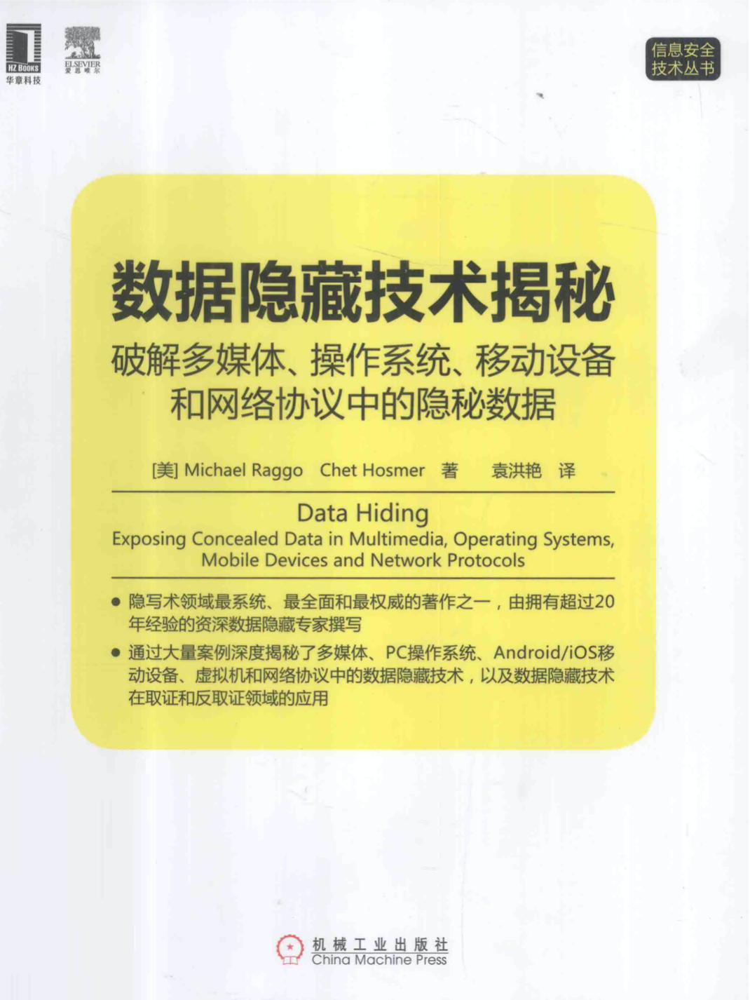 HZ BOOKS
华章科技
ELSEVIER
爱思唯尔
信息安全
技术丛书
数据隐藏技术揭秘
破解多媒体、操作系统、移动设备
和网络协议中的隐秘数据
[美] Michael Raggo Chet Hosmer 著 袁洪艳 译
Data Hiding
Exposing Concealed Data in Multimedia, Operating Systems,
Mobile Devices and Network Protocols
● 隐写术领域最系统、最全面和最权威的著作之一，由拥有超过20
年经验的资深数据隐藏专家撰写
● 通过大量案例深度揭秘了多媒体、PC操作系统、Android/iOS移
动设备、虚拟机和网络协议中的数据隐藏技术，以及数据隐藏技术
在取证和反取证领域的应用
机械工业出版社
China Machine Press